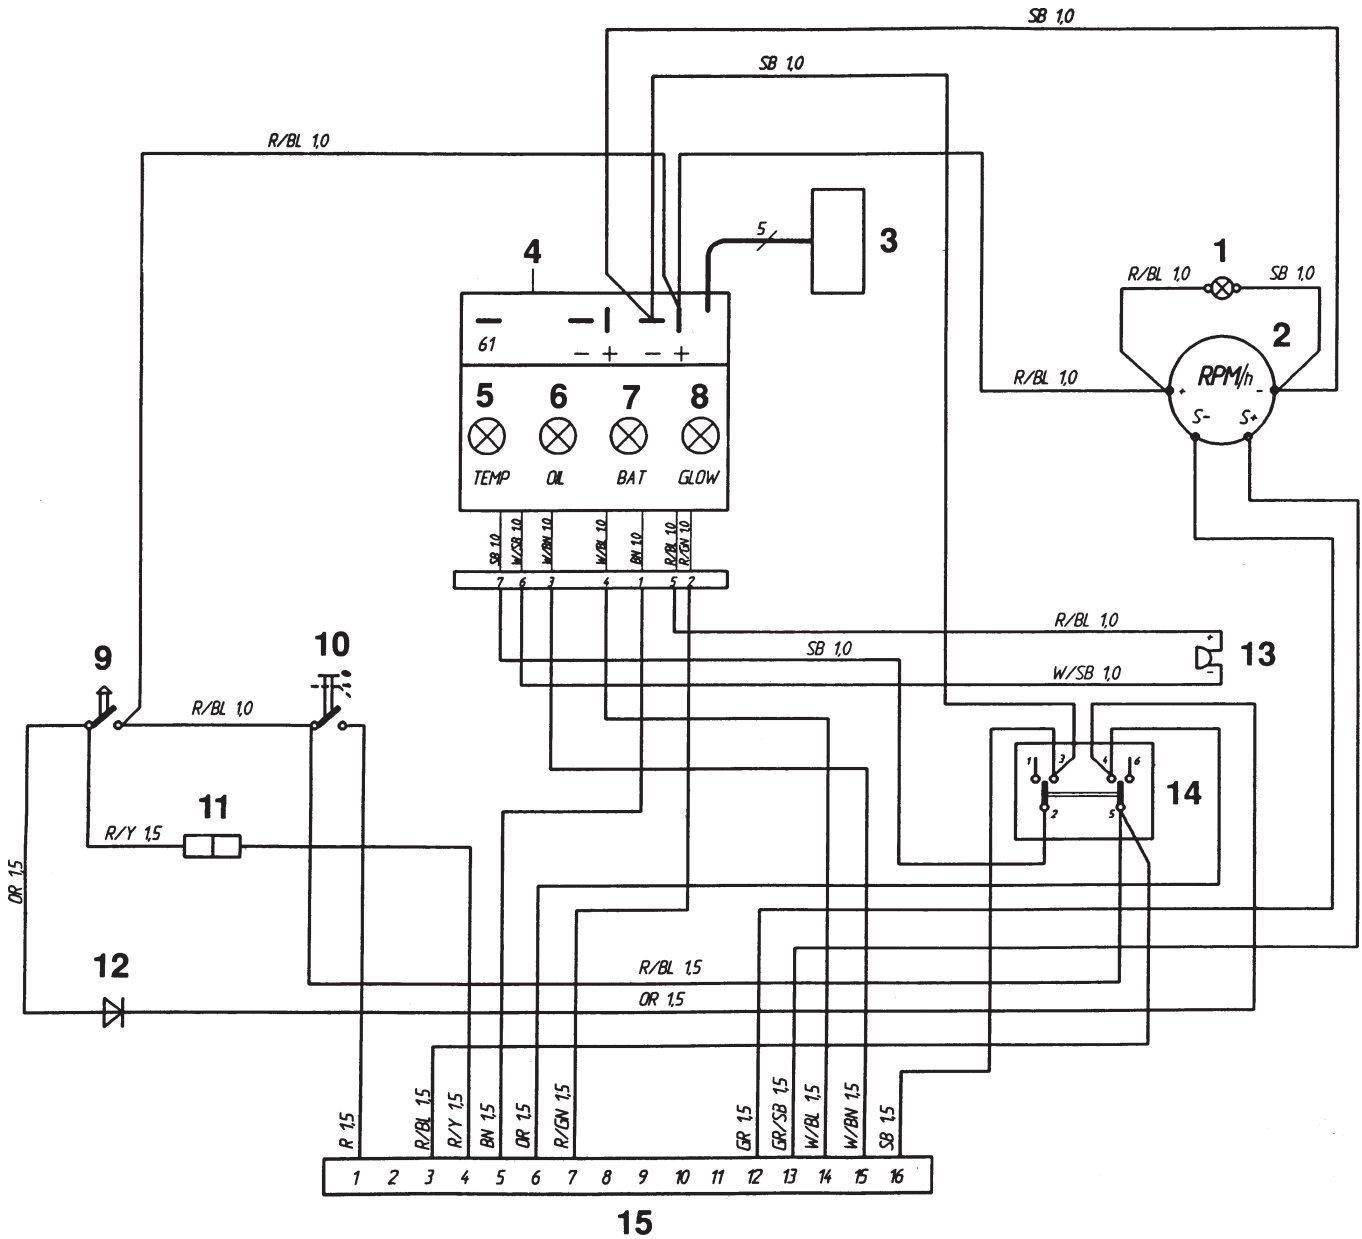 SB 1,0
SB 1,0
R/BL 1,0
5
3
4
1
R/BL 1,0
SB 1,0
2
61
- + - +
R/BL 1,0
RPM/h
+ -
S- S+
5 6 7 8
TEMP OIL BAT GLOW
SB 1,0
W/SB 1,0
W/BN 1,0
W/BL 1,0
BN 1,0
R/BL 1,0
R/GN 1,0
7 6 3 4 1 5 2
R/BL 1,0
+
13
-
SB 1,0
W/SB 1,0
9
10
R/BL 1,0
1 3 4 6
14
2 5
11
R/Y 1,5
OR 1,5
12
R/BL 1,5
OR 1,5
R 1,5
R/BL 1,5
R/Y 1,5
BN 1,5
OR 1,5
R/GN 1,5
GR 1,5
GR/SB 1,5
W/BL 1,5
W/BN 1,5
SB 1,5
1 2 3 4 5 6 7 8 9 10 11 12 13 14 15 16
15